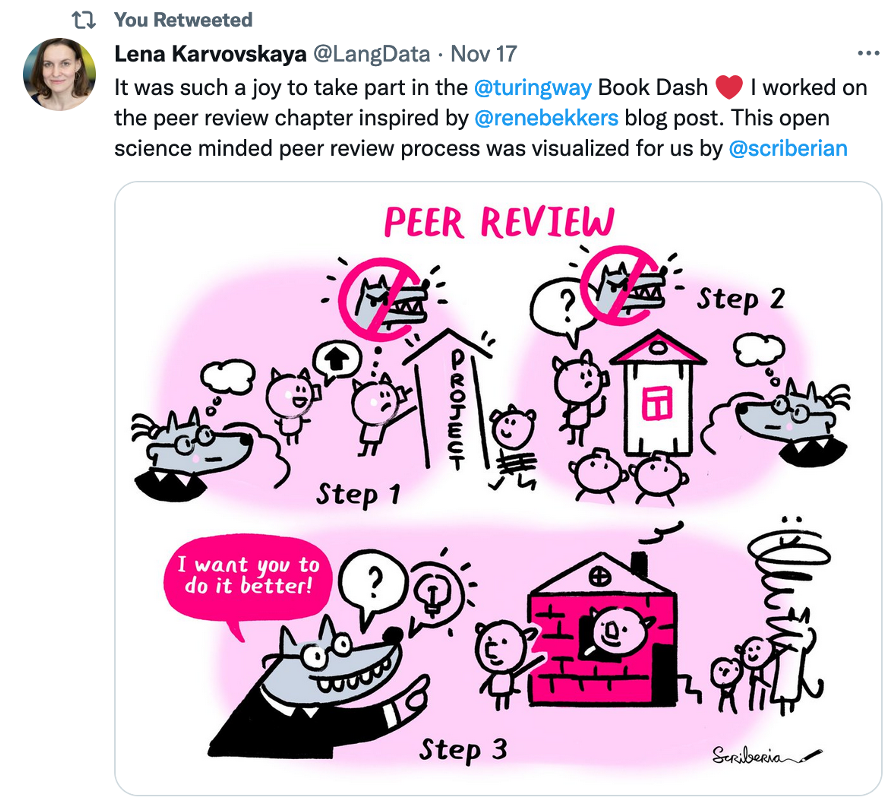 You Retweeted
Lena Karvovskaya @LangData · Nov 17
It was such a joy to take part in the @turingway Book Dash ❤️ I worked on
the peer review chapter inspired by @renebekkers blog post. This open
science minded peer review process was visualized for us by @scriberian
PEER REVIEW
Step 2
?
PROJECT
Step 1
I want you to
do it better!
?
Step 3
Scriberia